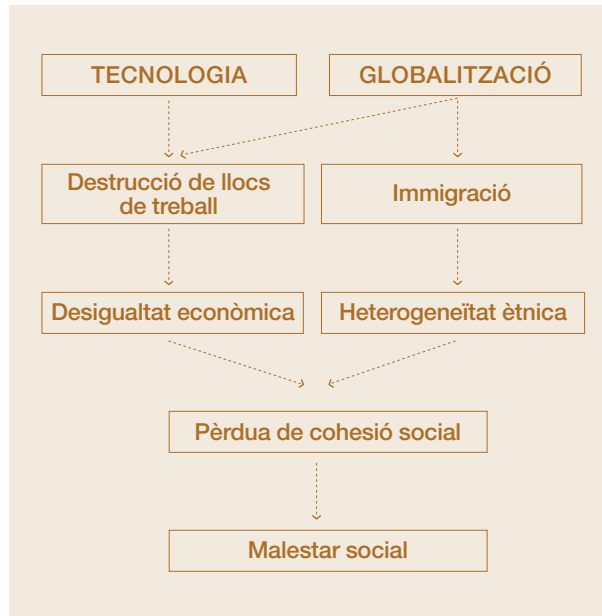 TECNOLOGIA
GLOBALITZACIÓ
Destrucció de llocs
de treball
Immigració
Desigualtat econòmica
Heterogeneïtat ètnica
Pèrdua de cohesió social
Malestar social